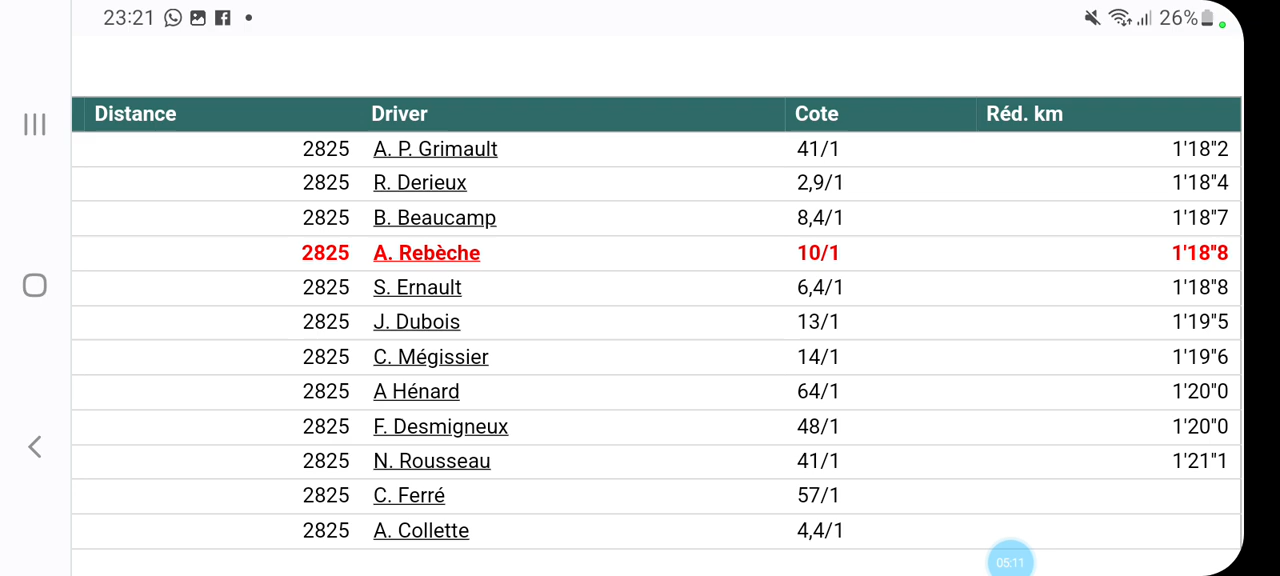 23:21 26%
Distance Driver Cote Réd. km
2825 A. P. Grimault 41/1 1'18"2
2825 R. Derieux 2,9/1 1'18"4
2825 B. Beaucamp 8,4/1 1'18"7
2825 A. Rebèche 10/1 1'18"8
2825 S. Ernault 6,4/1 1'18"8
2825 J. Dubois 13/1 1'19"5
2825 C. Mégissier 14/1 1'19"6
2825 A Hénard 64/1 1'20"0
2825 F. Desmigneux 48/1 1'20"0
2825 N. Rousseau 41/1 1'21"1
2825 C. Ferré 57/1
2825 A. Collette 4,4/1
05:11